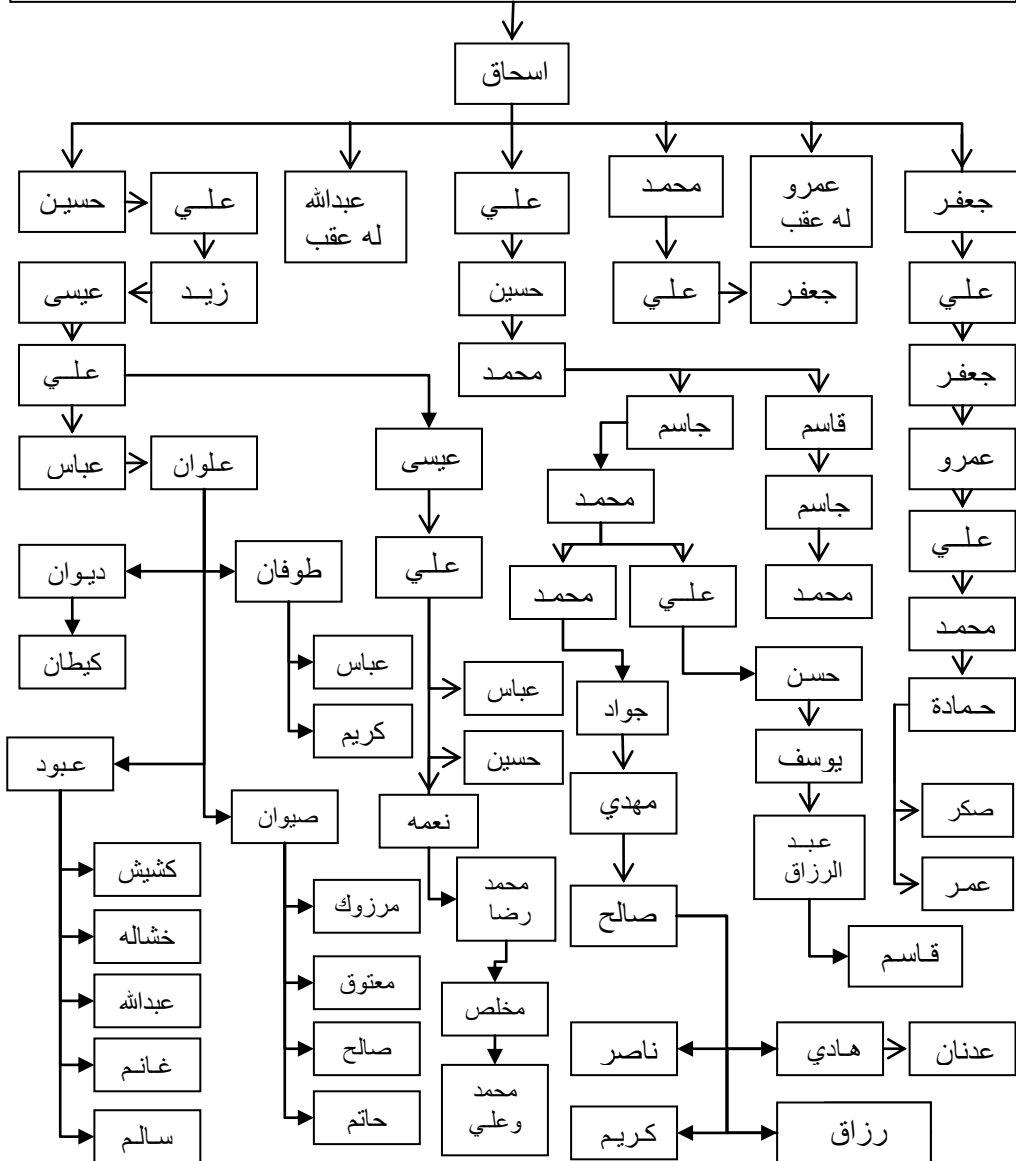 اسحاق
جعفر
عمرو
له عقب
محمد
علي
عبدالله
له عقب
علي
حسين
علي
جعفر
علي
حسين
زيد
عيسى
جعفر
محمد
علي
قاسم
جاسم
عيسى
علوان
عباس
عمرو
جاسم
محمد
علي
محمد
علي
محمد
علي
طوفان
ديوان
محمد
حسن
عباس
عباس
كيطان
حمادة
جواد
كريم
يوسف
حسين
عبود
صكر
مهدي
نعمه
صيوان
عبد
الرزاق
عمر
محمد
رضا
كشيش
صالح
مرزوك
خشاله
قاسم
مخلص
معتوق
عبدالله
عدنان
هادي
ناصر
صالح
غانم
محمد
وعلي
رزاق
كريم
حاتم
سالم